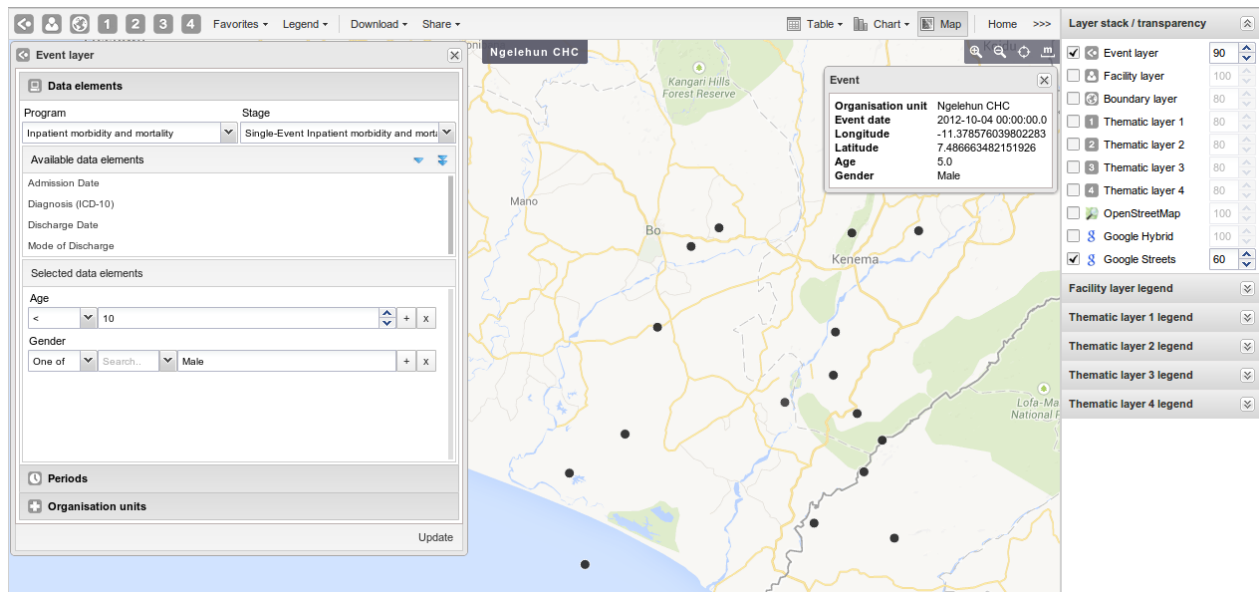 1 2 3 4 Favorites Legend Download Share Table Chart Map Home >>>
Event layer
Data elements
Program Stage
Inpatient morbidity and mortality Single-Event Inpatient morbidity and morta
Available data elements
Admission Date
Diagnosis (ICD-10)
Discharge Date
Mode of Discharge
Selected data elements
Age
< 10 + x
Gender
One of Search.. Male + x
Periods
Organisation units
Update
Ngelehun CHC
Kangari Hills
Forest Reserve
Mano
Bo
Kenema
Lofa-Ma
National F
m
Event
Organisation unit Ngelehun CHC
Event date 2012-10-04 00:00:00.0
Longitude -11.378576039802283
Latitude 7.486663482151926
Age 5.0
Gender Male
Layer stack / transparency
Event layer 90
Facility layer 100
Boundary layer 80
1 Thematic layer 1 80
2 Thematic layer 2 80
3 Thematic layer 3 80
4 Thematic layer 4 80
OpenStreetMap 100
8 Google Hybrid 100
8 Google Streets 60
Facility layer legend
Thematic layer 1 legend
Thematic layer 2 legend
Thematic layer 3 legend
Thematic layer 4 legend